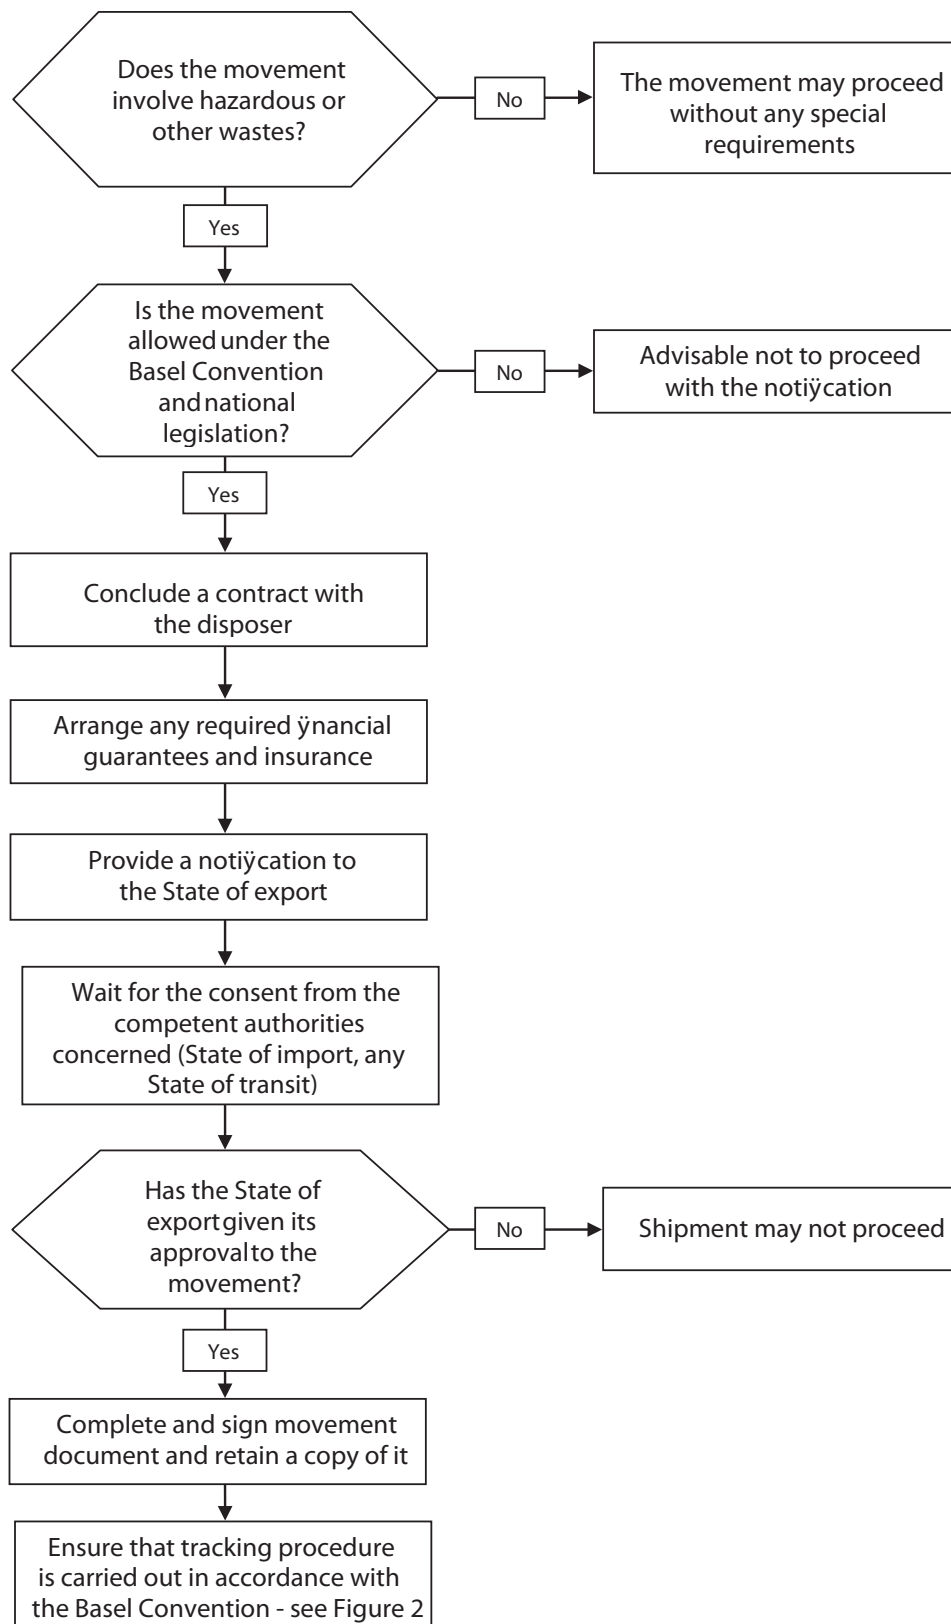 Does the movement
involve hazardous or
other wastes?
No
The movement may proceed
without any special
requirements
Yes
Is the movement
allowed under the
Basel Convention
and national
legislation?
No
Advisable not to proceed
with the notiÿcation
Yes
Conclude a contract with
the disposer
Arrange any required ÿnancial
guarantees and insurance
Provide a notiÿcation to
the State of export
Wait for the consent from the
competent authorities
concerned (State of import, any
State of transit)
Has the State of
export given its
approval to the
movement?
No
Shipment may not proceed
Yes
Complete and sign movement
document and retain a copy of it
Ensure that tracking procedure
is carried out in accordance with
the Basel Convention - see Figure 2